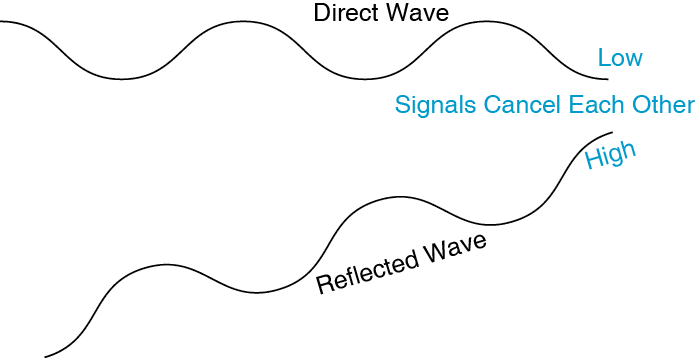 Direct Wave
Low
Signals Cancel Each Other
High
Reflected Wave